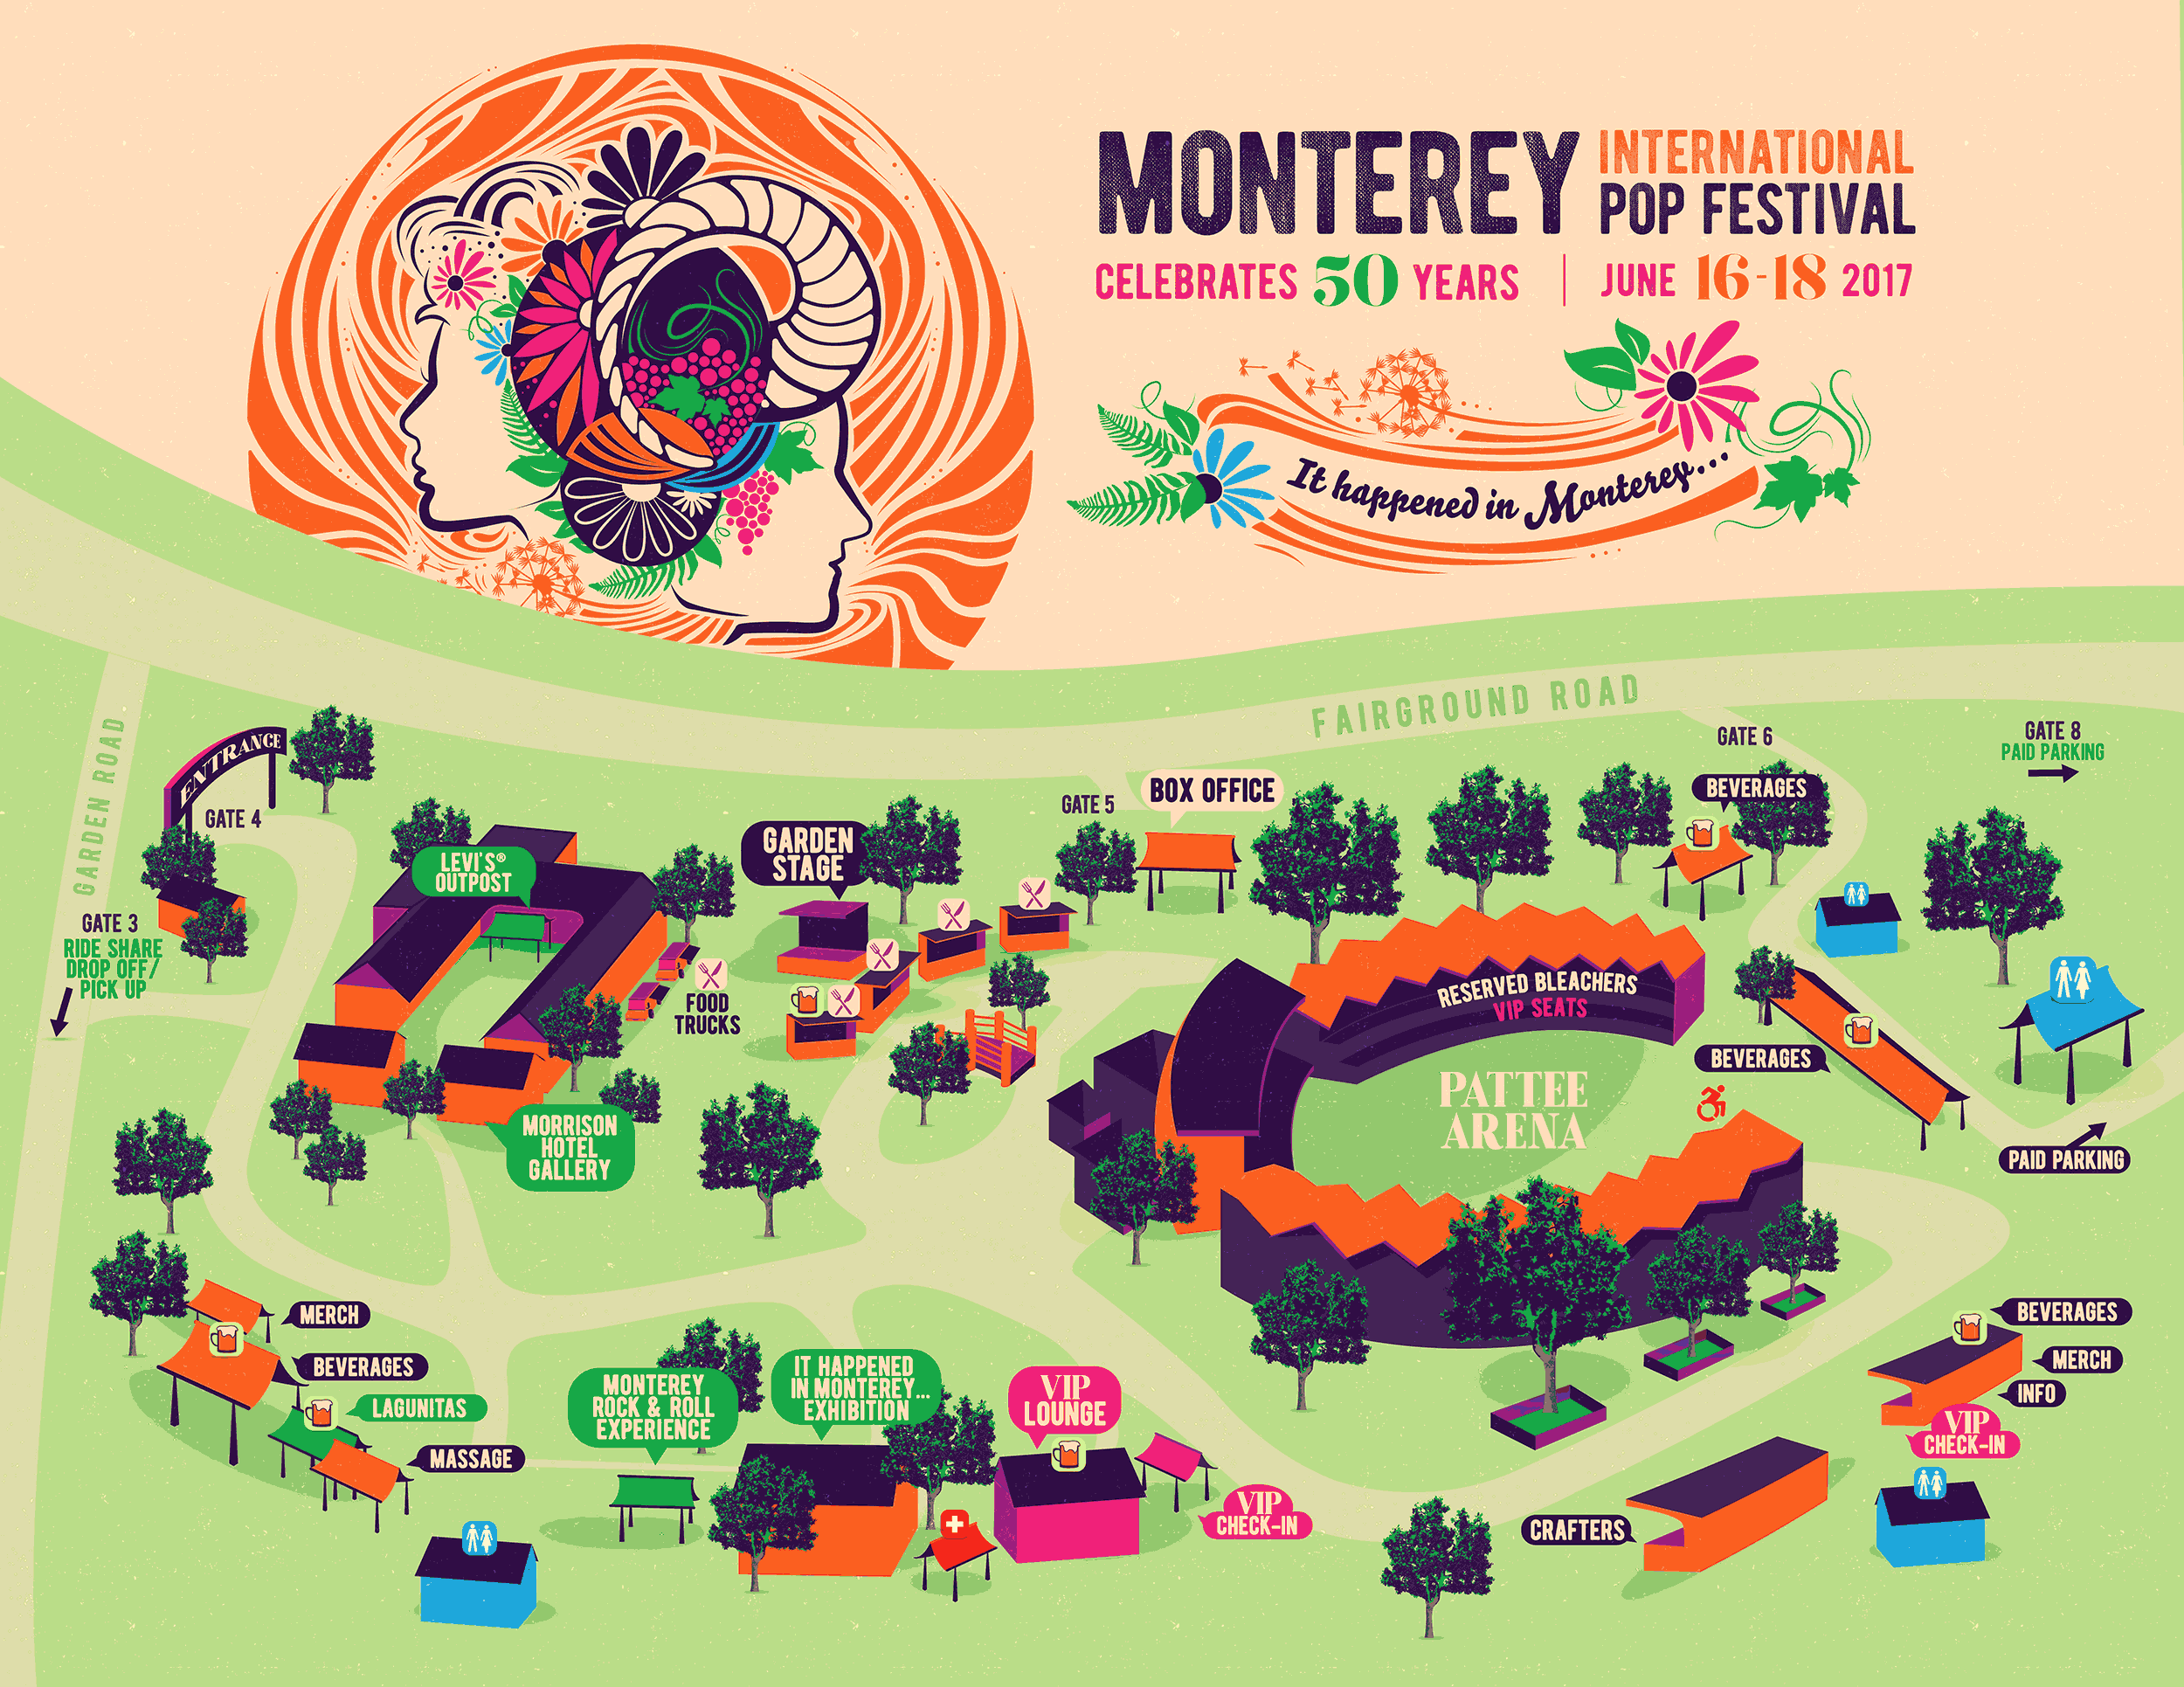 MONTEREY INTERNATIONAL
POP FESTIVAL
CELEBRATES 50 YEARS | JUNE 16-18 2017
It happened in Monterey...
FAIRGROUND ROAD
GARDEN ROAD
ENTRANCE
GATE 4
GATE 3
RIDE SHARE
DROP OFF/
PICK UP
LEVI'S®
OUTPOST
GARDEN
STAGE
FOOD
TRUCKS
GATE 5
BOX OFFICE
GATE 6
BEVERAGES
GATE 8
PAID PARKING
RESERVED BLEACHERS
VIP SEATS
PATTEE
ARENA
BEVERAGES
PAID PARKING
MORRISON
HOTEL
GALLERY
MERCH
BEVERAGES
LAGUNITAS
MASSAGE
MONTEREY
ROCK & ROLL
EXPERIENCE
IT HAPPENED
IN MONTEREY...
EXHIBITION
VIP
LOUNGE
VIP
CHECK-IN
CRAFTERS
BEVERAGES
MERCH
INFO
VIP
CHECK-IN